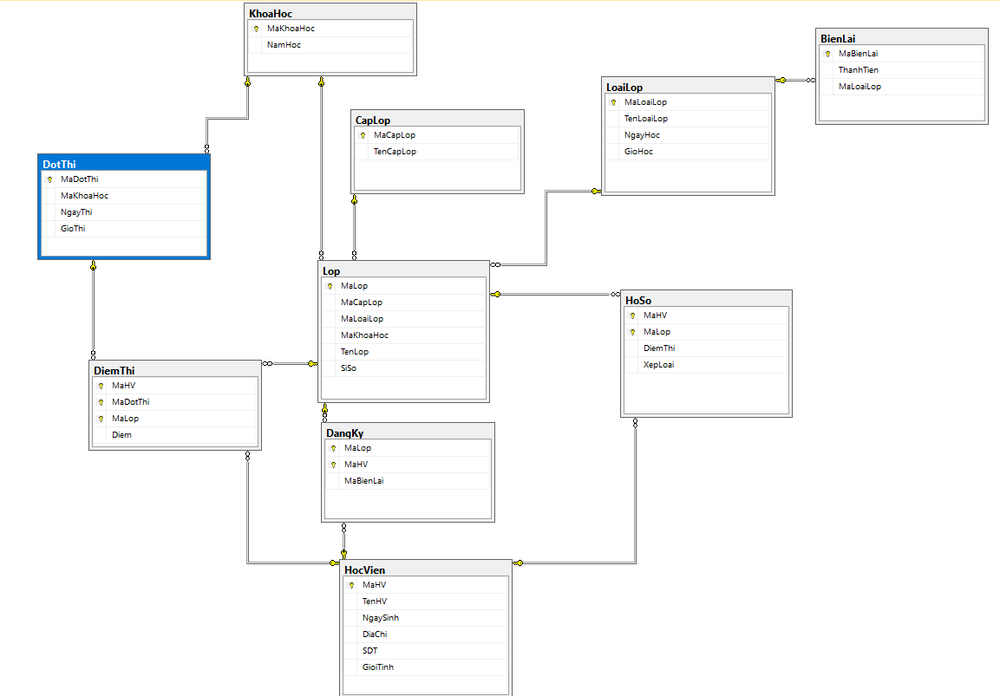 KhoaHoc
MaKhoaHoc
NamHoc
BienLai
MaBienLai
ThanhTien
MaLoaiLop
LoaiLop
MaLoaiLop
TenLoaiLop
NgayHoc
GioHoc
CapLop
MaCapLop
TenCapLop
DotThi
MaDotThi
MaKhoaHoc
NgayThi
GioThi
Lop
MaLop
MaCapLop
MaLoaiLop
MaKhoaHoc
TenLop
SiSo
HoSo
MaHV
MaLop
DiemThi
XepLoai
DiemThi
MaHV
MaDotThi
MaLop
Diem
DangKy
MaLop
MaHV
MaBienLai
HocVien
MaHV
TenHV
NgaySinh
DiaChi
SDT
GioiTinh